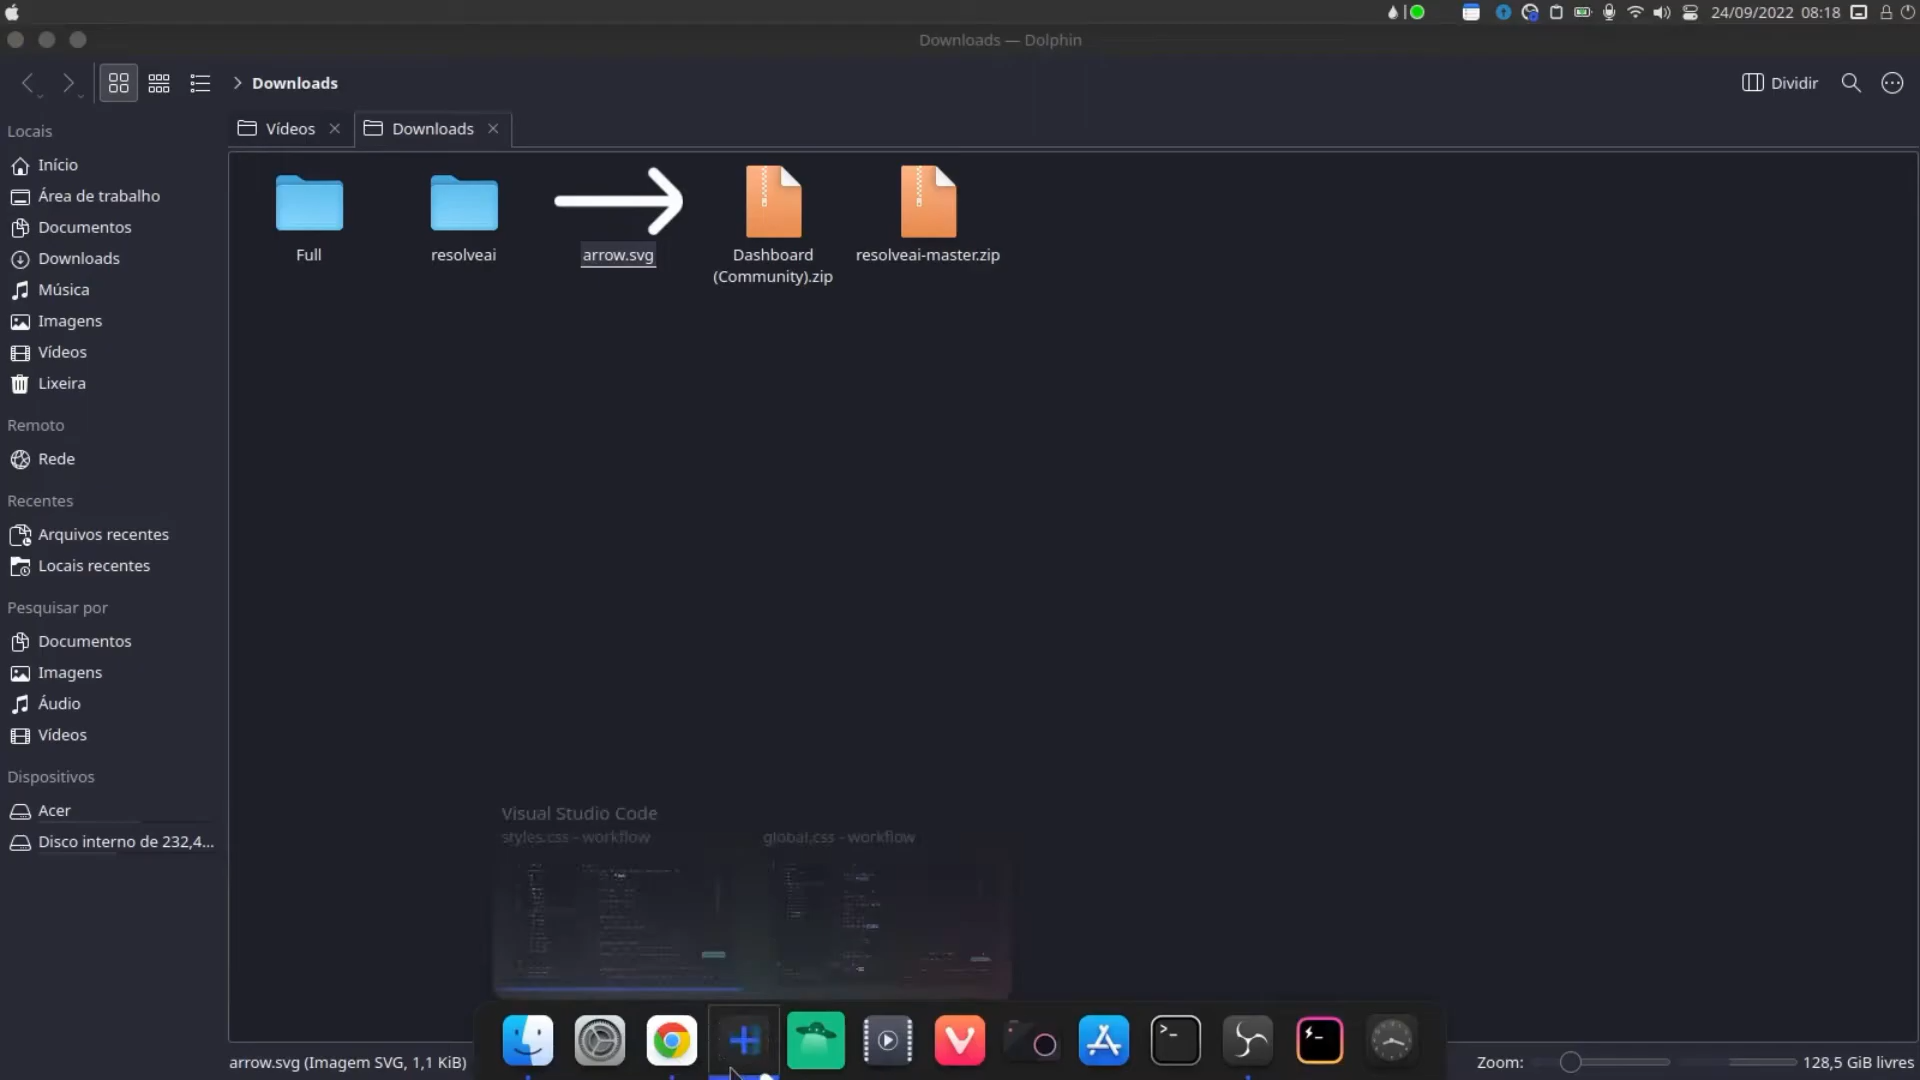 24/09/2022 08:18
Downloads — Dolphin
Downloads
Dividir
Vídeos
Downloads
Locais
Início
Área de trabalho
Documentos
Downloads
Música
Imagens
Vídeos
Lixeira
Remoto
Rede
Recentes
Arquivos recentes
Locais recentes
Pesquisar por
Documentos
Imagens
Áudio
Vídeos
Dispositivos
Acer
Disco interno de 232,4...
Full
resolveai
arrow.svg
Dashboard
(Community).zip
resolveai-master.zip
Visual Studio Code
styles.css - workflow
global.css - workflow
arrow.svg (Imagem SVG, 1,1 KiB)
Zoom:
128,5 GiB livres